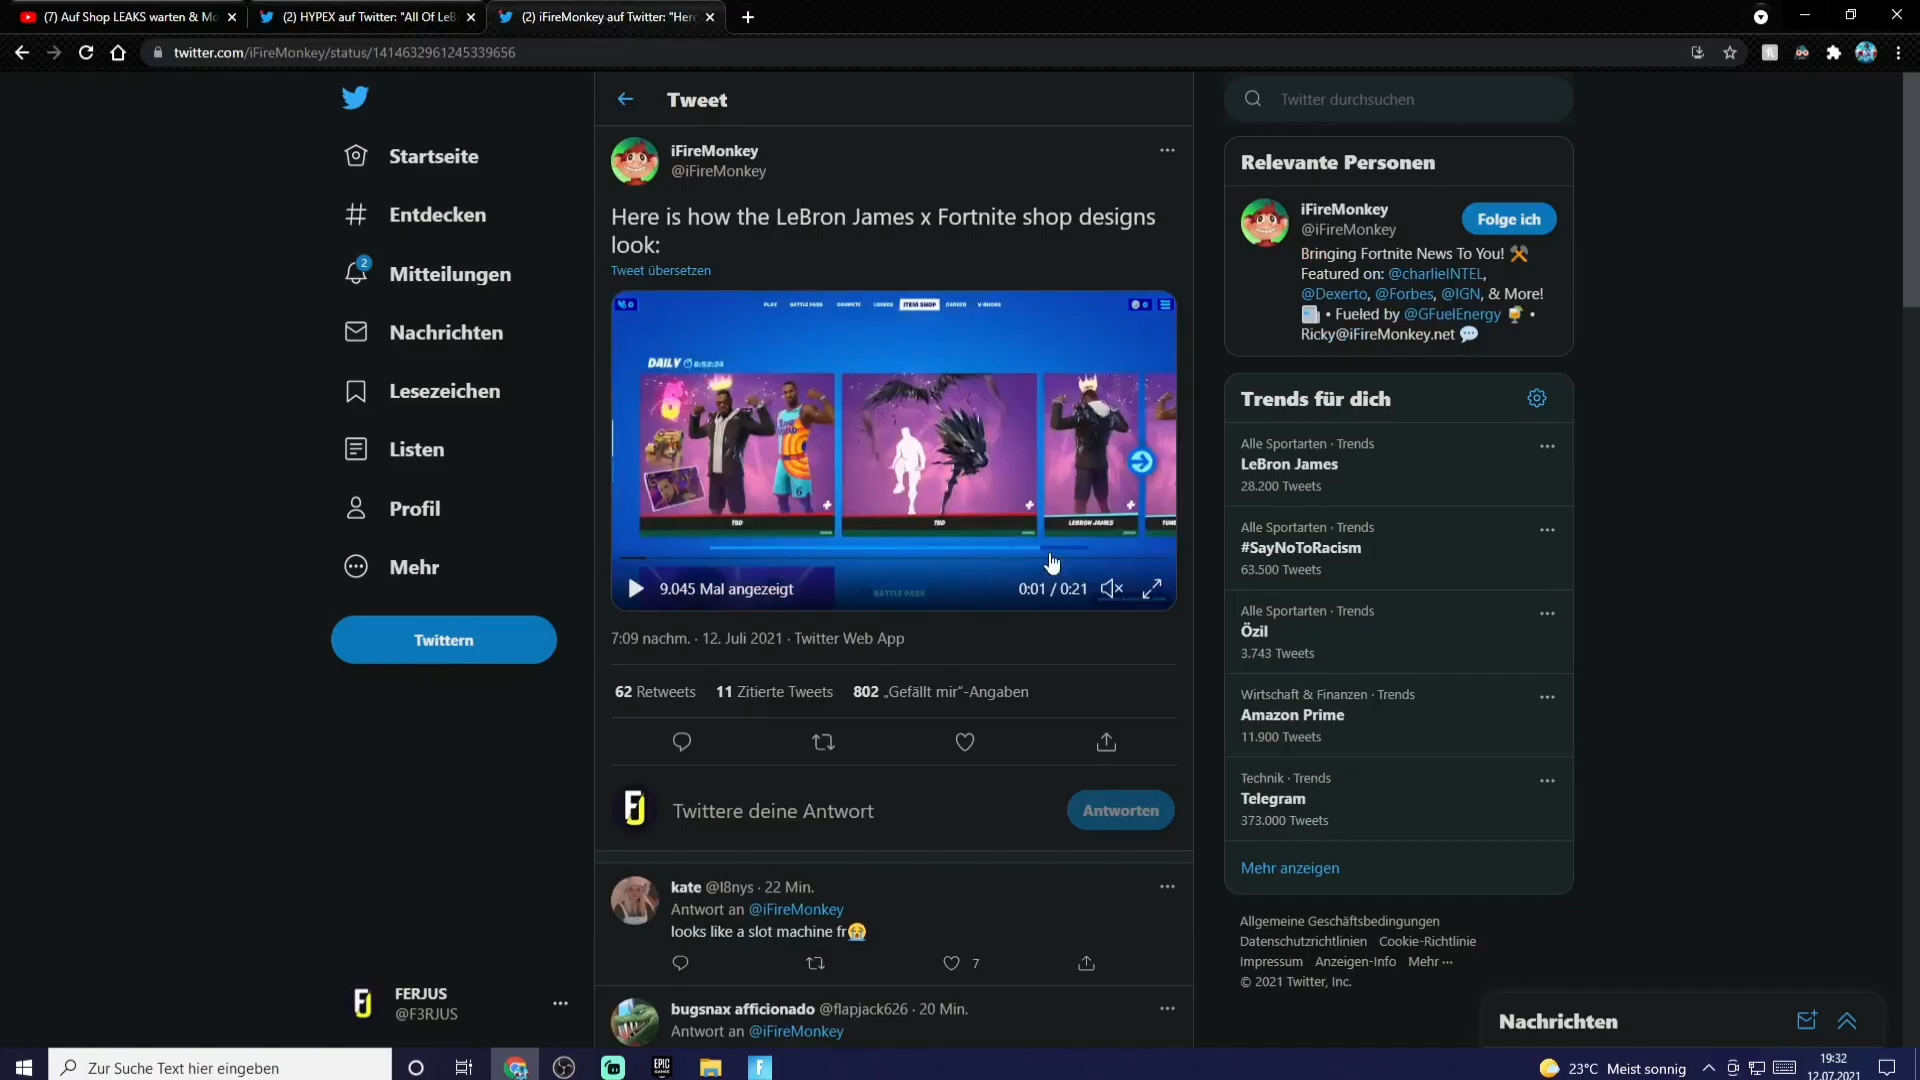 (7) Auf Shop LEAKS warten & Mo
(2) HYPEX auf Twitter: "All Of LeB
(2) iFireMonkey auf Twitter: "Here
twitter.com/iFireMonkey/status/1414632961245339656
Startseite
Entdecken
2
Mitteilungen
Nachrichten
Lesezeichen
Listen
Profil
Mehr
Twittern
FERJUS
@F3RJUS
Tweet
iFireMonkey
@iFireMonkey
Here is how the LeBron James x Fortnite shop designs
look:
Tweet übersetzen
PLAY BATTLE PASS COMPETE LOCKER ITEM SHOP CAREER V-BUCKS
DAILY
TBD
TBD
LEBRON JAMES
BATTLE PASS
9.045 Mal angezeigt
0:01 / 0:21
7:09 nachm. · 12. Juli 2021 · Twitter Web App
62 Retweets 11 Zitierte Tweets 802 „Gefällt mir"-Angaben
Twittere deine Antwort
Antworten
kate @l8nys · 22 Min.
Antwort an @iFireMonkey
looks like a slot machine fr😭
7
bugsnax afficionado @flapjack626 · 20 Min.
Antwort an @iFireMonkey
Twitter durchsuchen
Relevante Personen
iFireMonkey
@iFireMonkey
Folge ich
Bringing Fortnite News To You! ⚒️
Featured on: @charlieINTEL,
@Dexerto, @Forbes, @IGN, & More!
📰 • Fueled by @GFuelEnergy 🍹 •
Ricky@iFireMonkey.net 💬
Trends für dich
Alle Sportarten · Trends
LeBron James
28.200 Tweets
Alle Sportarten · Trends
#SayNoToRacism
63.500 Tweets
Alle Sportarten · Trends
Özil
3.743 Tweets
Wirtschaft & Finanzen · Trends
Amazon Prime
11.900 Tweets
Technik · Trends
Telegram
373.000 Tweets
Mehr anzeigen
Allgemeine Geschäftsbedingungen
Datenschutzrichtlinien Cookie-Richtlinie
Impressum Anzeigen-Info Mehr ···
© 2021 Twitter, Inc.
Nachrichten
Zur Suche Text hier eingeben
EPIC GAMES
23°C Meist sonnig
19:32
12.07.2021